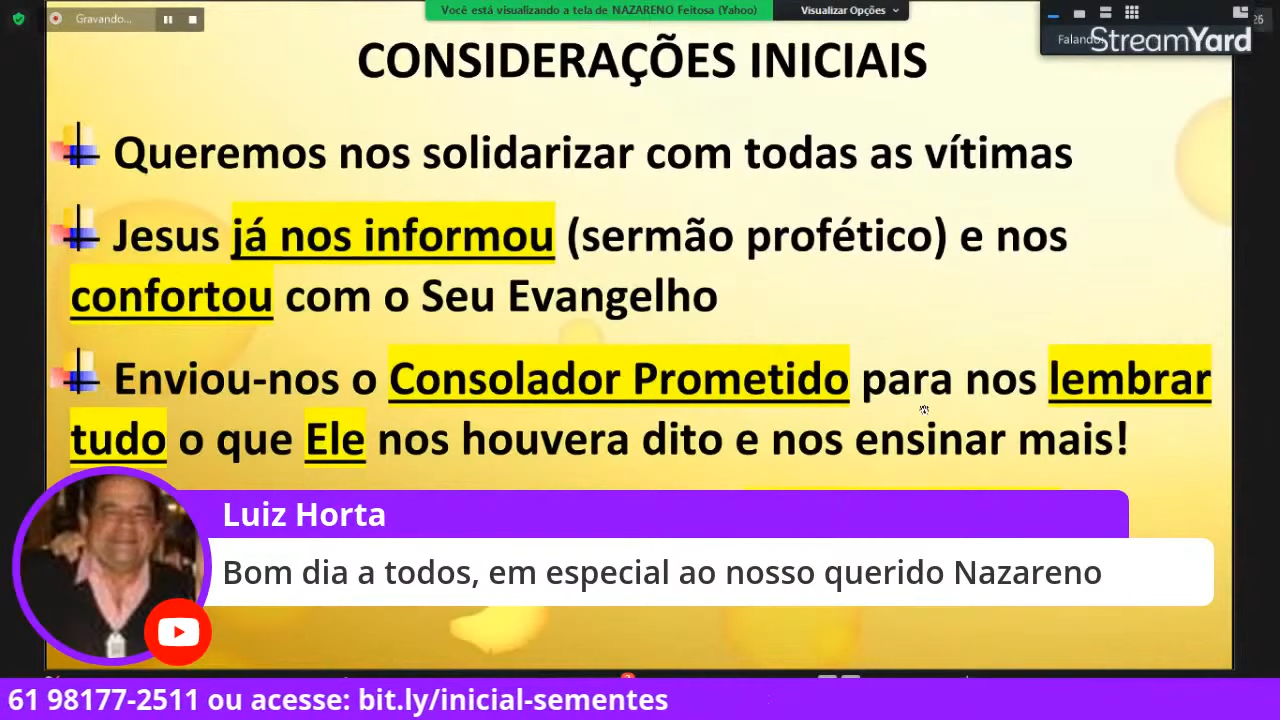 Gravando...
Você está visualizando a tela de NAZARENO Feitosa (Yahoo)
Visualizar Opções
26
Falando:
StreamYard
CONSIDERAÇÕES INICIAIS
Queremos nos solidarizar com todas as vítimas
Jesus já nos informou (sermão profético) e nos
confortou com o Seu Evangelho
Enviou-nos o Consolador Prometido para nos lembrar
tudo o que Ele nos houvera dito e nos ensinar mais!
Luiz Horta
Bom dia a todos, em especial ao nosso querido Nazareno
61 98177-2511 ou acesse: bit.ly/inicial-sementes